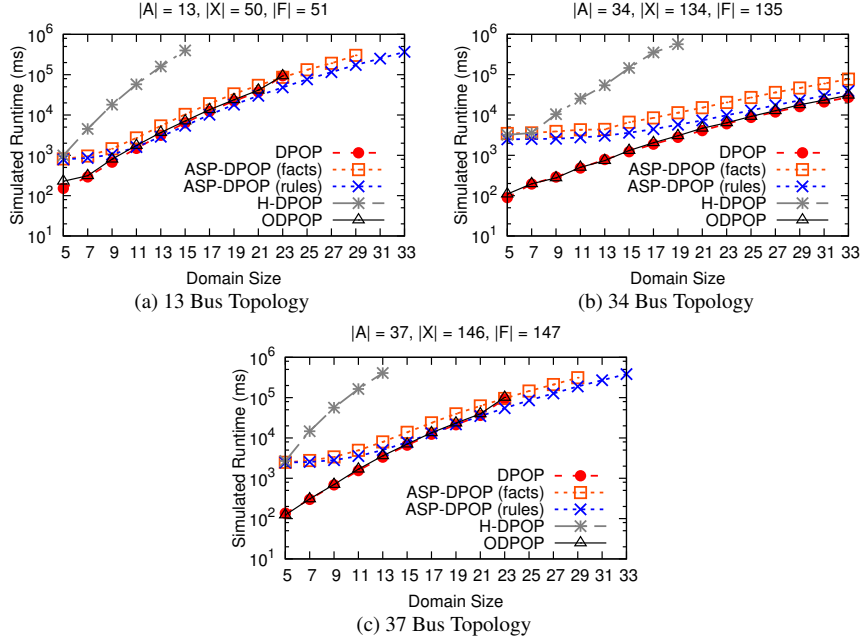 |A| = 13, |X| = 50, |F| = 51
10^6
10^5
10^4
10^3
10^2
10^1
Simulated Runtime (ms)
DPOP
ASP-DPOP (facts)
ASP-DPOP (rules)
H-DPOP
ODPOP
5 7 9 11 13 15 17 19 21 23 25 27 29 31 33
Domain Size
(a) 13 Bus Topology
|A| = 34, |X| = 134, |F| = 135
10^6
10^5
10^4
10^3
10^2
10^1
Simulated Runtime (ms)
DPOP
ASP-DPOP (facts)
ASP-DPOP (rules)
H-DPOP
ODPOP
5 7 9 11 13 15 17 19 21 23 25 27 29 31 33
Domain Size
(b) 34 Bus Topology
|A| = 37, |X| = 146, |F| = 147
10^6
10^5
10^4
10^3
10^2
10^1
Simulated Runtime (ms)
DPOP
ASP-DPOP (facts)
ASP-DPOP (rules)
H-DPOP
ODPOP
5 7 9 11 13 15 17 19 21 23 25 27 29 31 33
Domain Size
(c) 37 Bus Topology